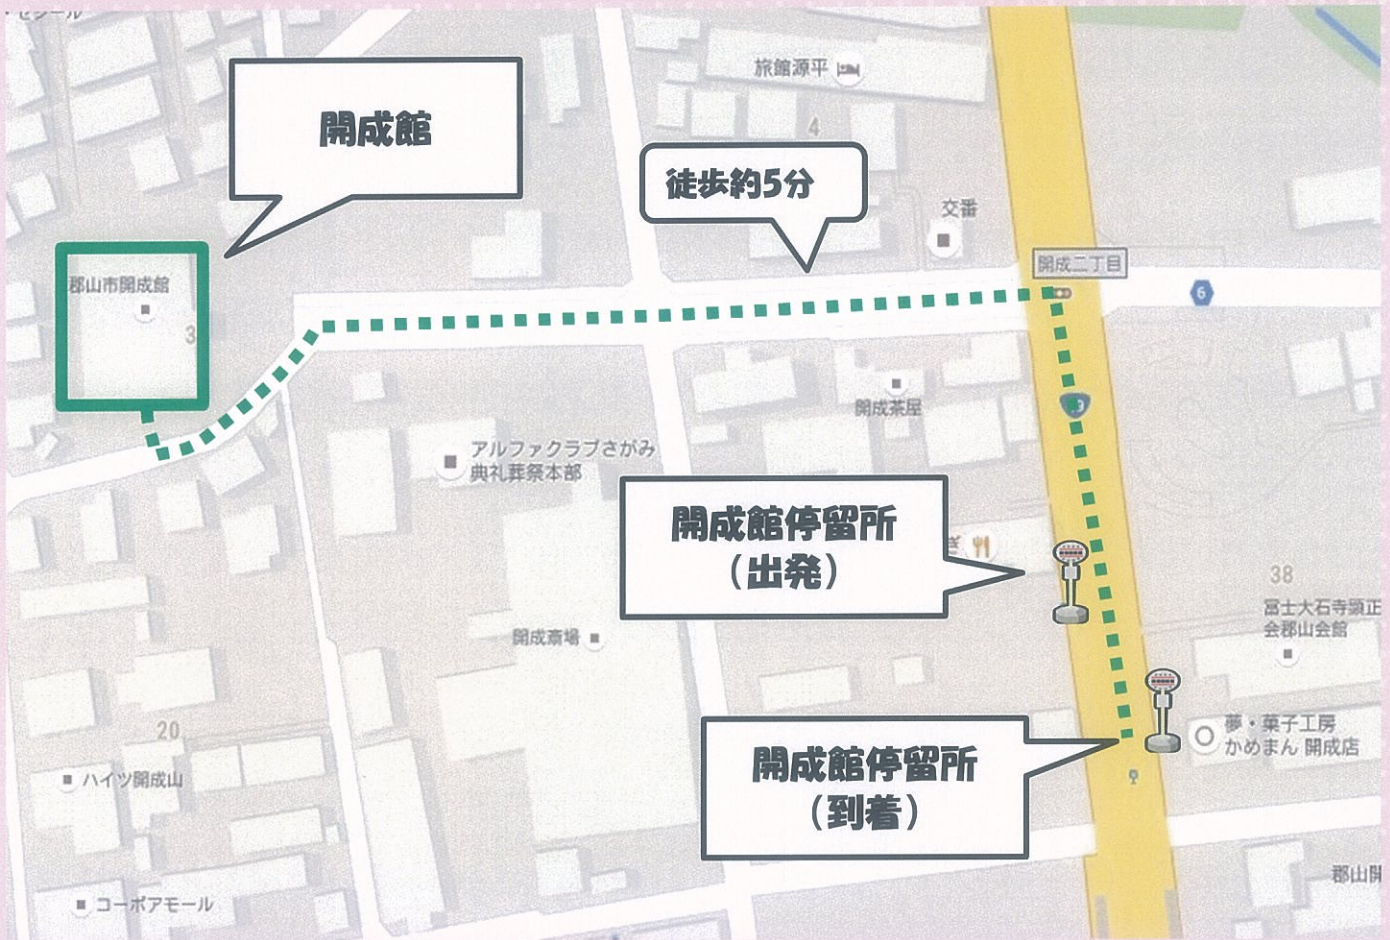 開成館
旅館源平
4
徒歩約5分
交番
開成二丁目
6
郡山市開成館
3
開成茶屋
アルファクラブさがみ
典礼葬祭本部
開成館停留所
(出発)
38
冨士大石寺顕正
会郡山会館
開成斎場
開成館停留所
(到着)
夢・菓子工房
かめまん 開成店
20
ハイツ開成山
コーポアモール